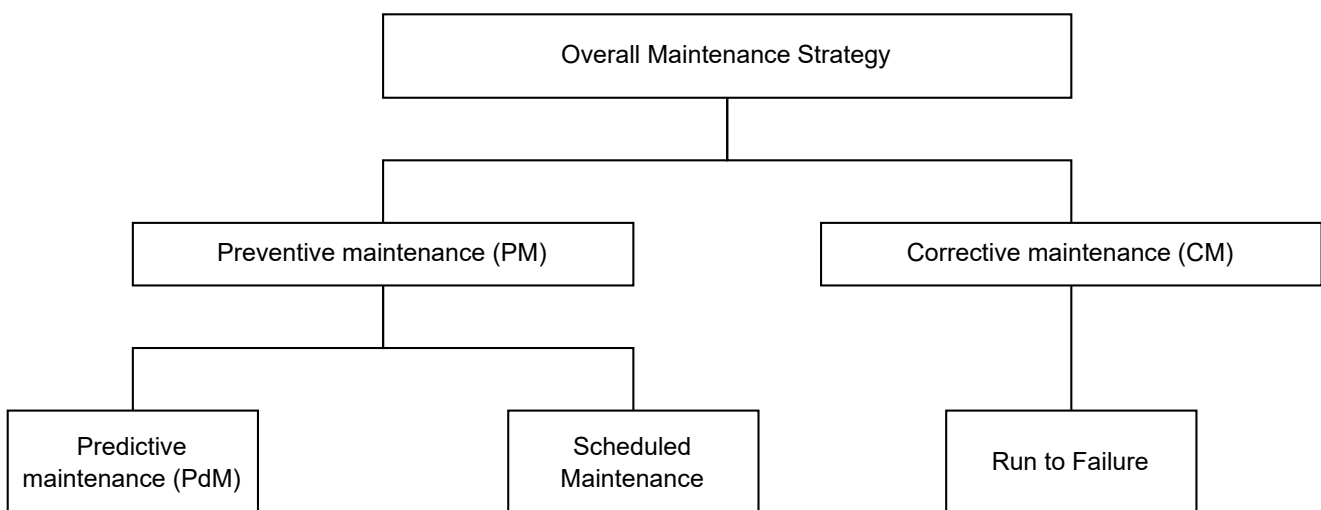 Overall Maintenance Strategy
Preventive maintenance (PM)
Corrective maintenance (CM)
Predictive
maintenance (PdM)
Scheduled
Maintenance
Run to Failure